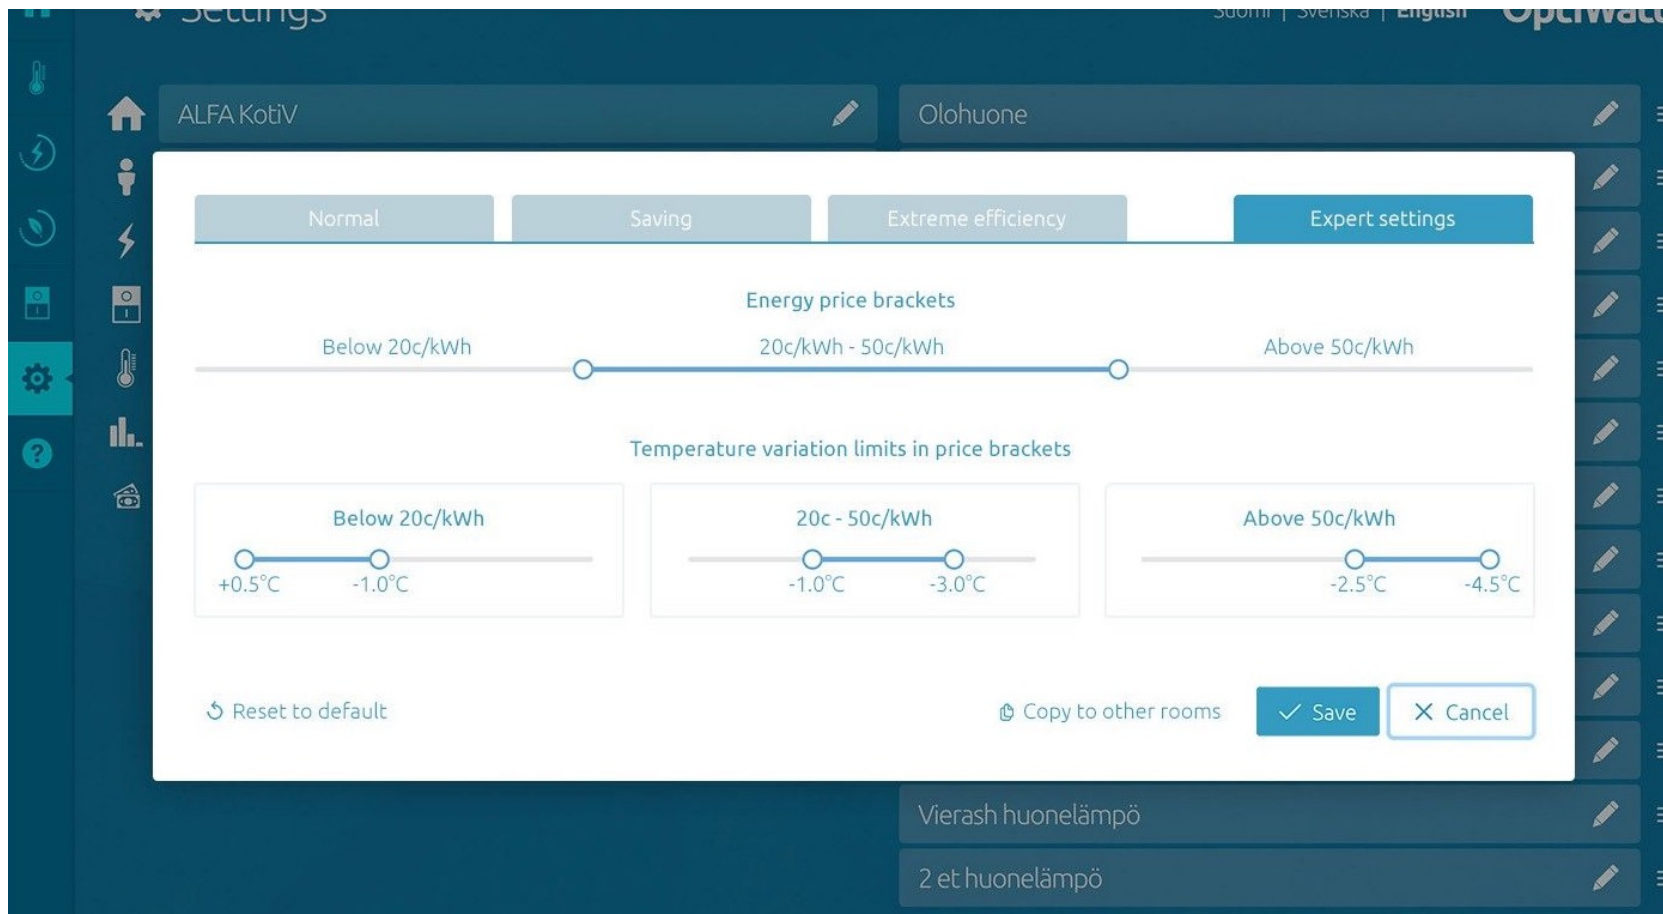 Settings
Suomi | Svenska | English
Optiwatt
ALFA KotiV
Olohuone
Normal
Saving
Extreme efficiency
Expert settings
Energy price brackets
Below 20c/kWh
20c/kWh - 50c/kWh
Above 50c/kWh
Temperature variation limits in price brackets
Below 20c/kWh
20c - 50c/kWh
Above 50c/kWh
+0.5°C
-1.0°C
-1.0°C
-3.0°C
-2.5°C
-4.5°C
Reset to default
Copy to other rooms
Save
Cancel
Vierash huonelämpö
2 et huonelämpö